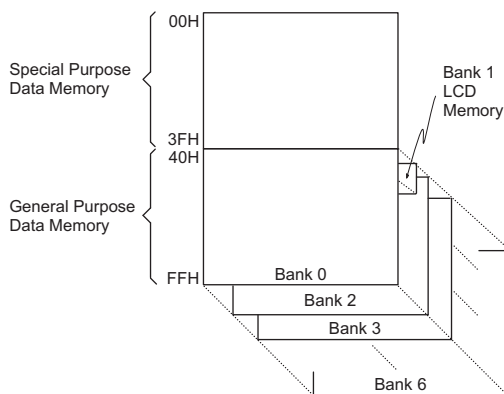 00H
Special Purpose
Data Memory
3FH
40H
General Purpose
Data Memory
FFH
Bank 0
Bank 1
LCD
Memory
Bank 2
Bank 3
Bank 6